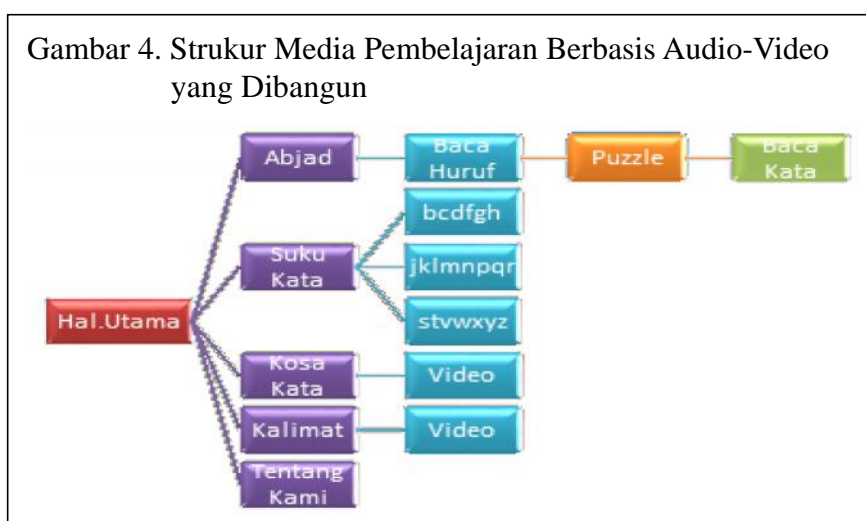 Gambar 4. Strukur Media Pembelajaran Berbasis Audio-Video
yang Dibangun
Abjad
Baca
Huruf
Puzzle
Baca
Kata
bcdfgh
Suku
Kata
jklmnpqr
stvwxyz
Hal.Utama
Kosa
Kata
Video
Kalimat
Video
Tentang
Kami